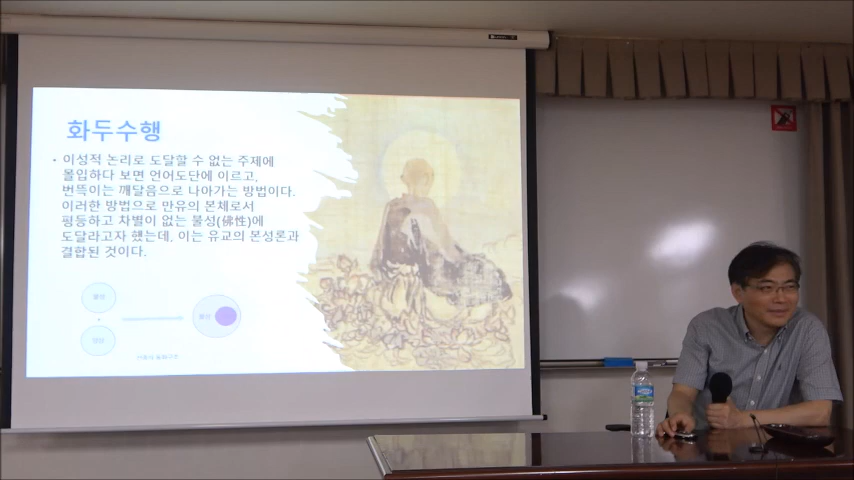 화두수행
• 이성적 논리로 도달할 수 없는 주제에
몰입하다 보면 언어도단에 이르고,
번뜩이는 깨달음으로 나아가는 방법이다.
이러한 방법으로 만유의 본체로서
평등하고 차별이 없는 불성(佛性)에
도달라고자 했는데, 이는 유교의 본성론과
결합된 것이다.